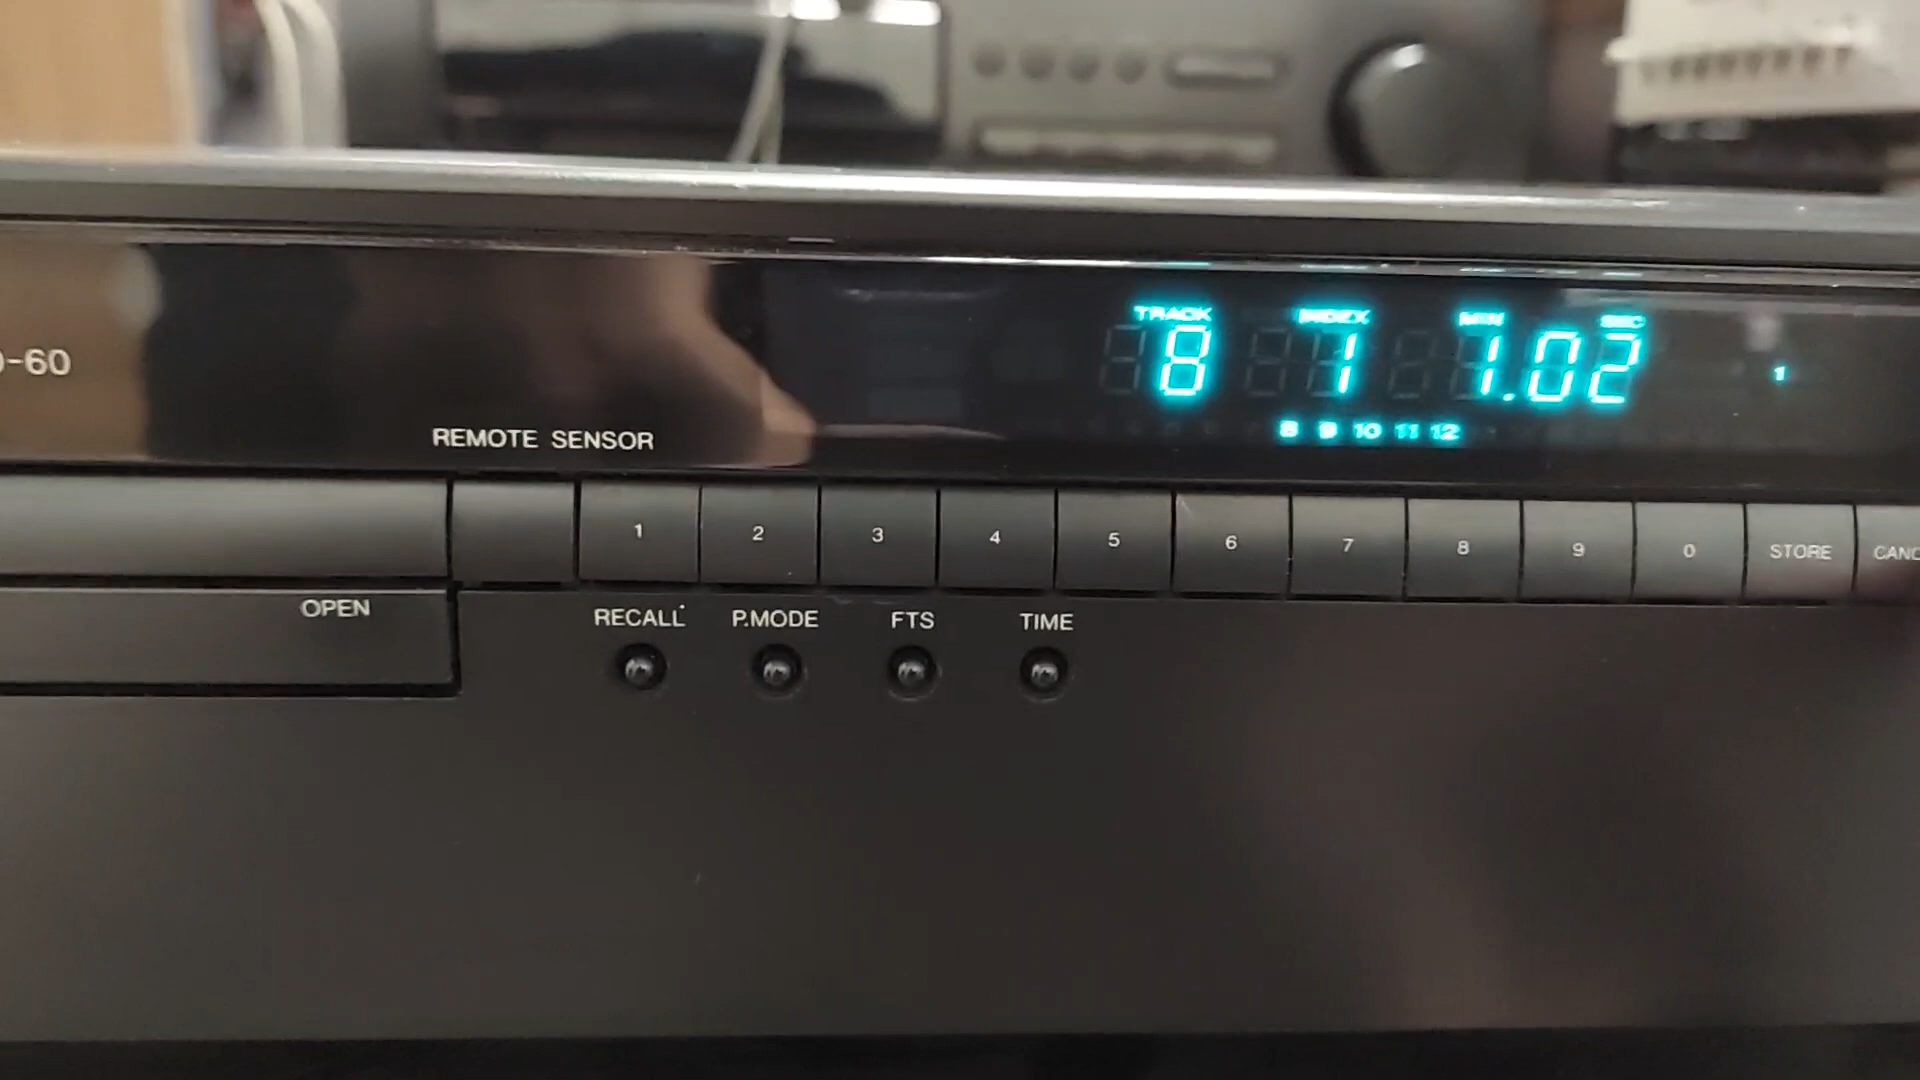 TRACK INDEX MIN SEC
8 1 1.02
1
-60
8 9 10 11 12
REMOTE SENSOR
1 2 3 4 5 6 7 8 9 0 STORE CANC
OPEN
RECALL P.MODE FTS TIME